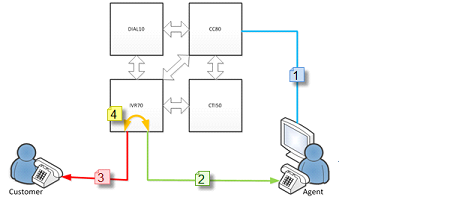 DIAL10
CC80
1
4
IVR70
CTI50
3
2
Customer
Agent